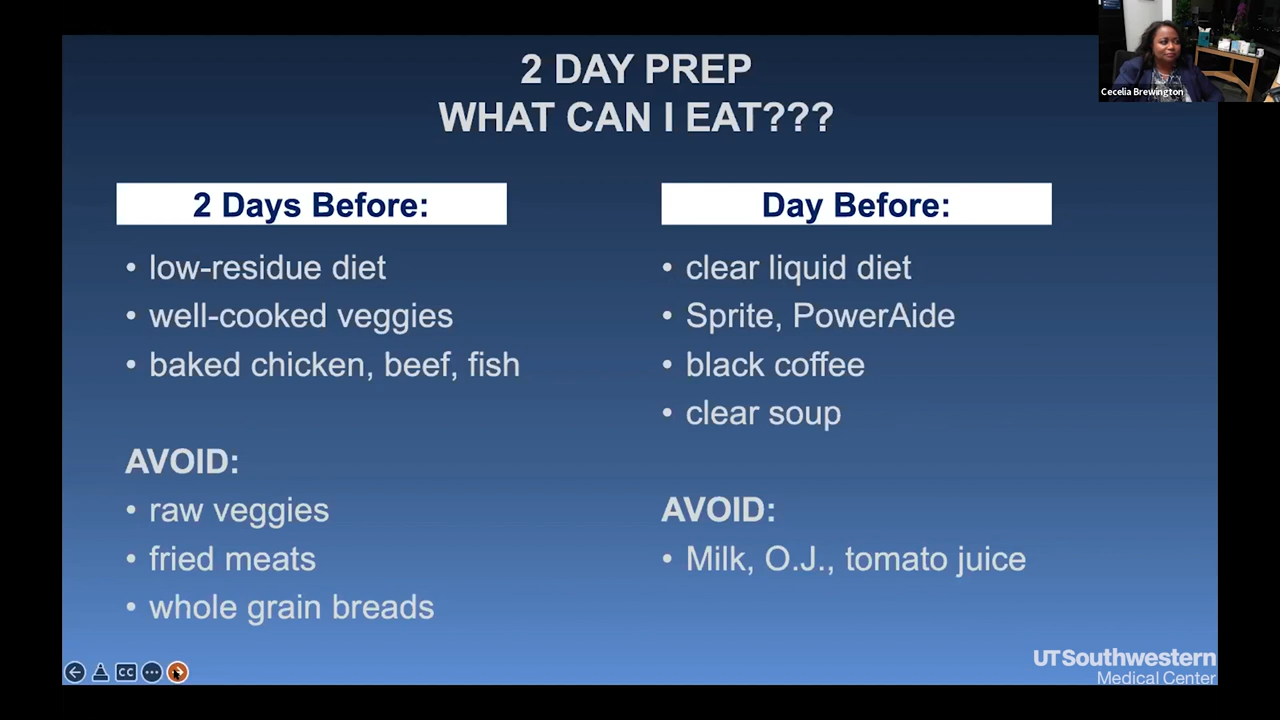 2 DAY PREP
WHAT CAN I EAT???
Cecelia Brewington
2 Days Before:
• low-residue diet
• well-cooked veggies
• baked chicken, beef, fish
AVOID:
• raw veggies
• fried meats
• whole grain breads
Day Before:
• clear liquid diet
• Sprite, PowerAide
• black coffee
• clear soup
AVOID:
• Milk, O.J., tomato juice
CC
UTSouthwestern
Medical Center